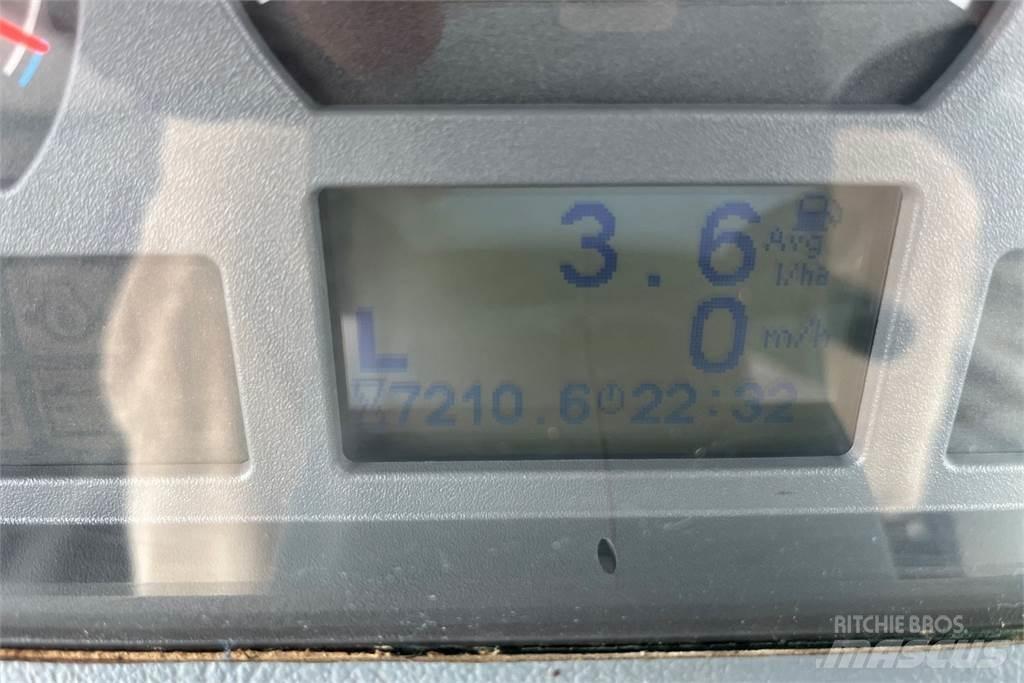 3.6 Avg l/ha
L 0 m/h
7210.6 22:32
RITCHIE BROS.
MASCUS